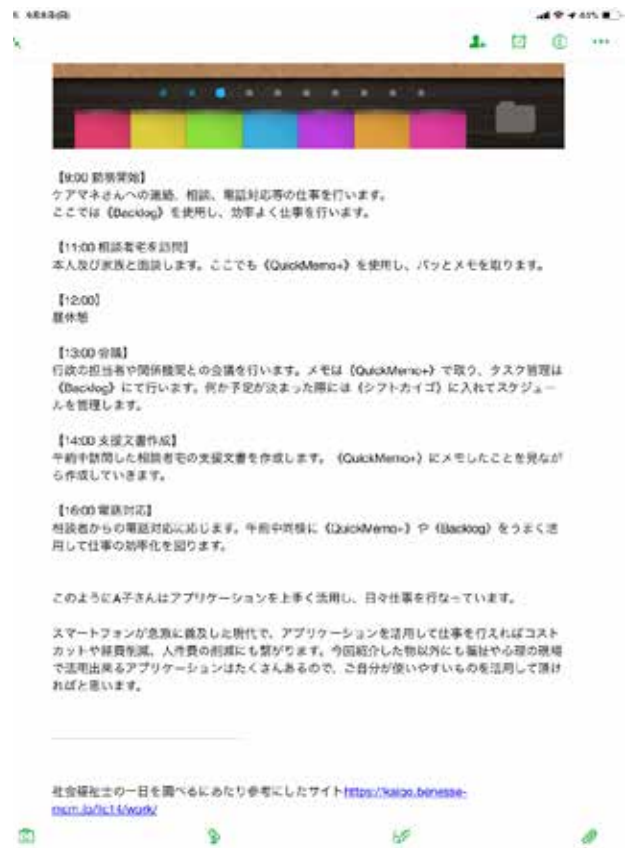 【9:00 勤務開始】
ケアマネさんへの連絡、相談、電話対応等の仕事を行います。
ここでは《Backlog》を使用し、効率よく仕事を行います。
【11:00 相談者宅を訪問】
本人及び家族と面談します。ここでも《QuickMemo+》を使用し、パッとメモを取ります。
【12:00】
昼休憩
【13:00 会議】
行政の担当者や関係機関との会議を行います。メモは《QuickMemo+》で取り、タスク管理は
《Backlog》にて行います。何か予定が決まった際には《シフトカイゴ》に入れてスケジュー
ルを管理します。
【14:00 支援文書作成】
午前中訪問した相談者宅の支援文書を作成します。《QuickMemo+》にメモしたことを見なが
ら作成していきます。
【16:00 電話対応】
相談者からの電話対応に応じます。午前中同様に《QuickMemo+》や《Backlog》をうまく活
用して仕事の効率化を図ります。
このようにA子さんはアプリケーションを上手く活用し、日々仕事を行なっています。
スマートフォンが急激に普及した現代で、アプリケーションを活用して仕事を行えればコスト
カットや経費削減、人件費の削減にも繋がります。今回紹介した物以外にも福祉や心理の現場
で活用出来るアプリケーションはたくさんあるので、ご自分が使いやすいものを活用して頂け
ればと思います。
社会福祉士の一日を調べるにあたり参考にしたサイトhttps://kaigo.benesse-
mcm.jp/lic14/work/